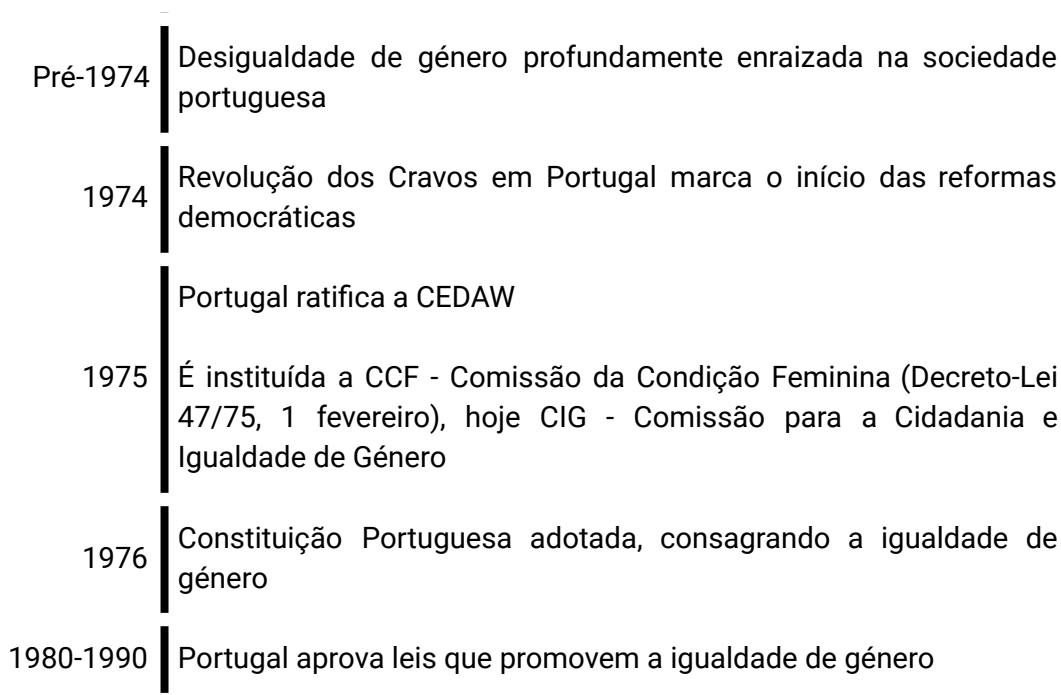 Pré-1974
Desigualdade de género profundamente enraizada na sociedade
portuguesa
1974
Revolução dos Cravos em Portugal marca o início das reformas
democráticas
1975
Portugal ratifica a CEDAW
É instituída a CCF - Comissão da Condição Feminina (Decreto-Lei
47/75, 1 fevereiro), hoje CIG - Comissão para a Cidadania e
Igualdade de Género
1976
Constituição Portuguesa adotada, consagrando a igualdade de
género
1980-1990
Portugal aprova leis que promovem a igualdade de género